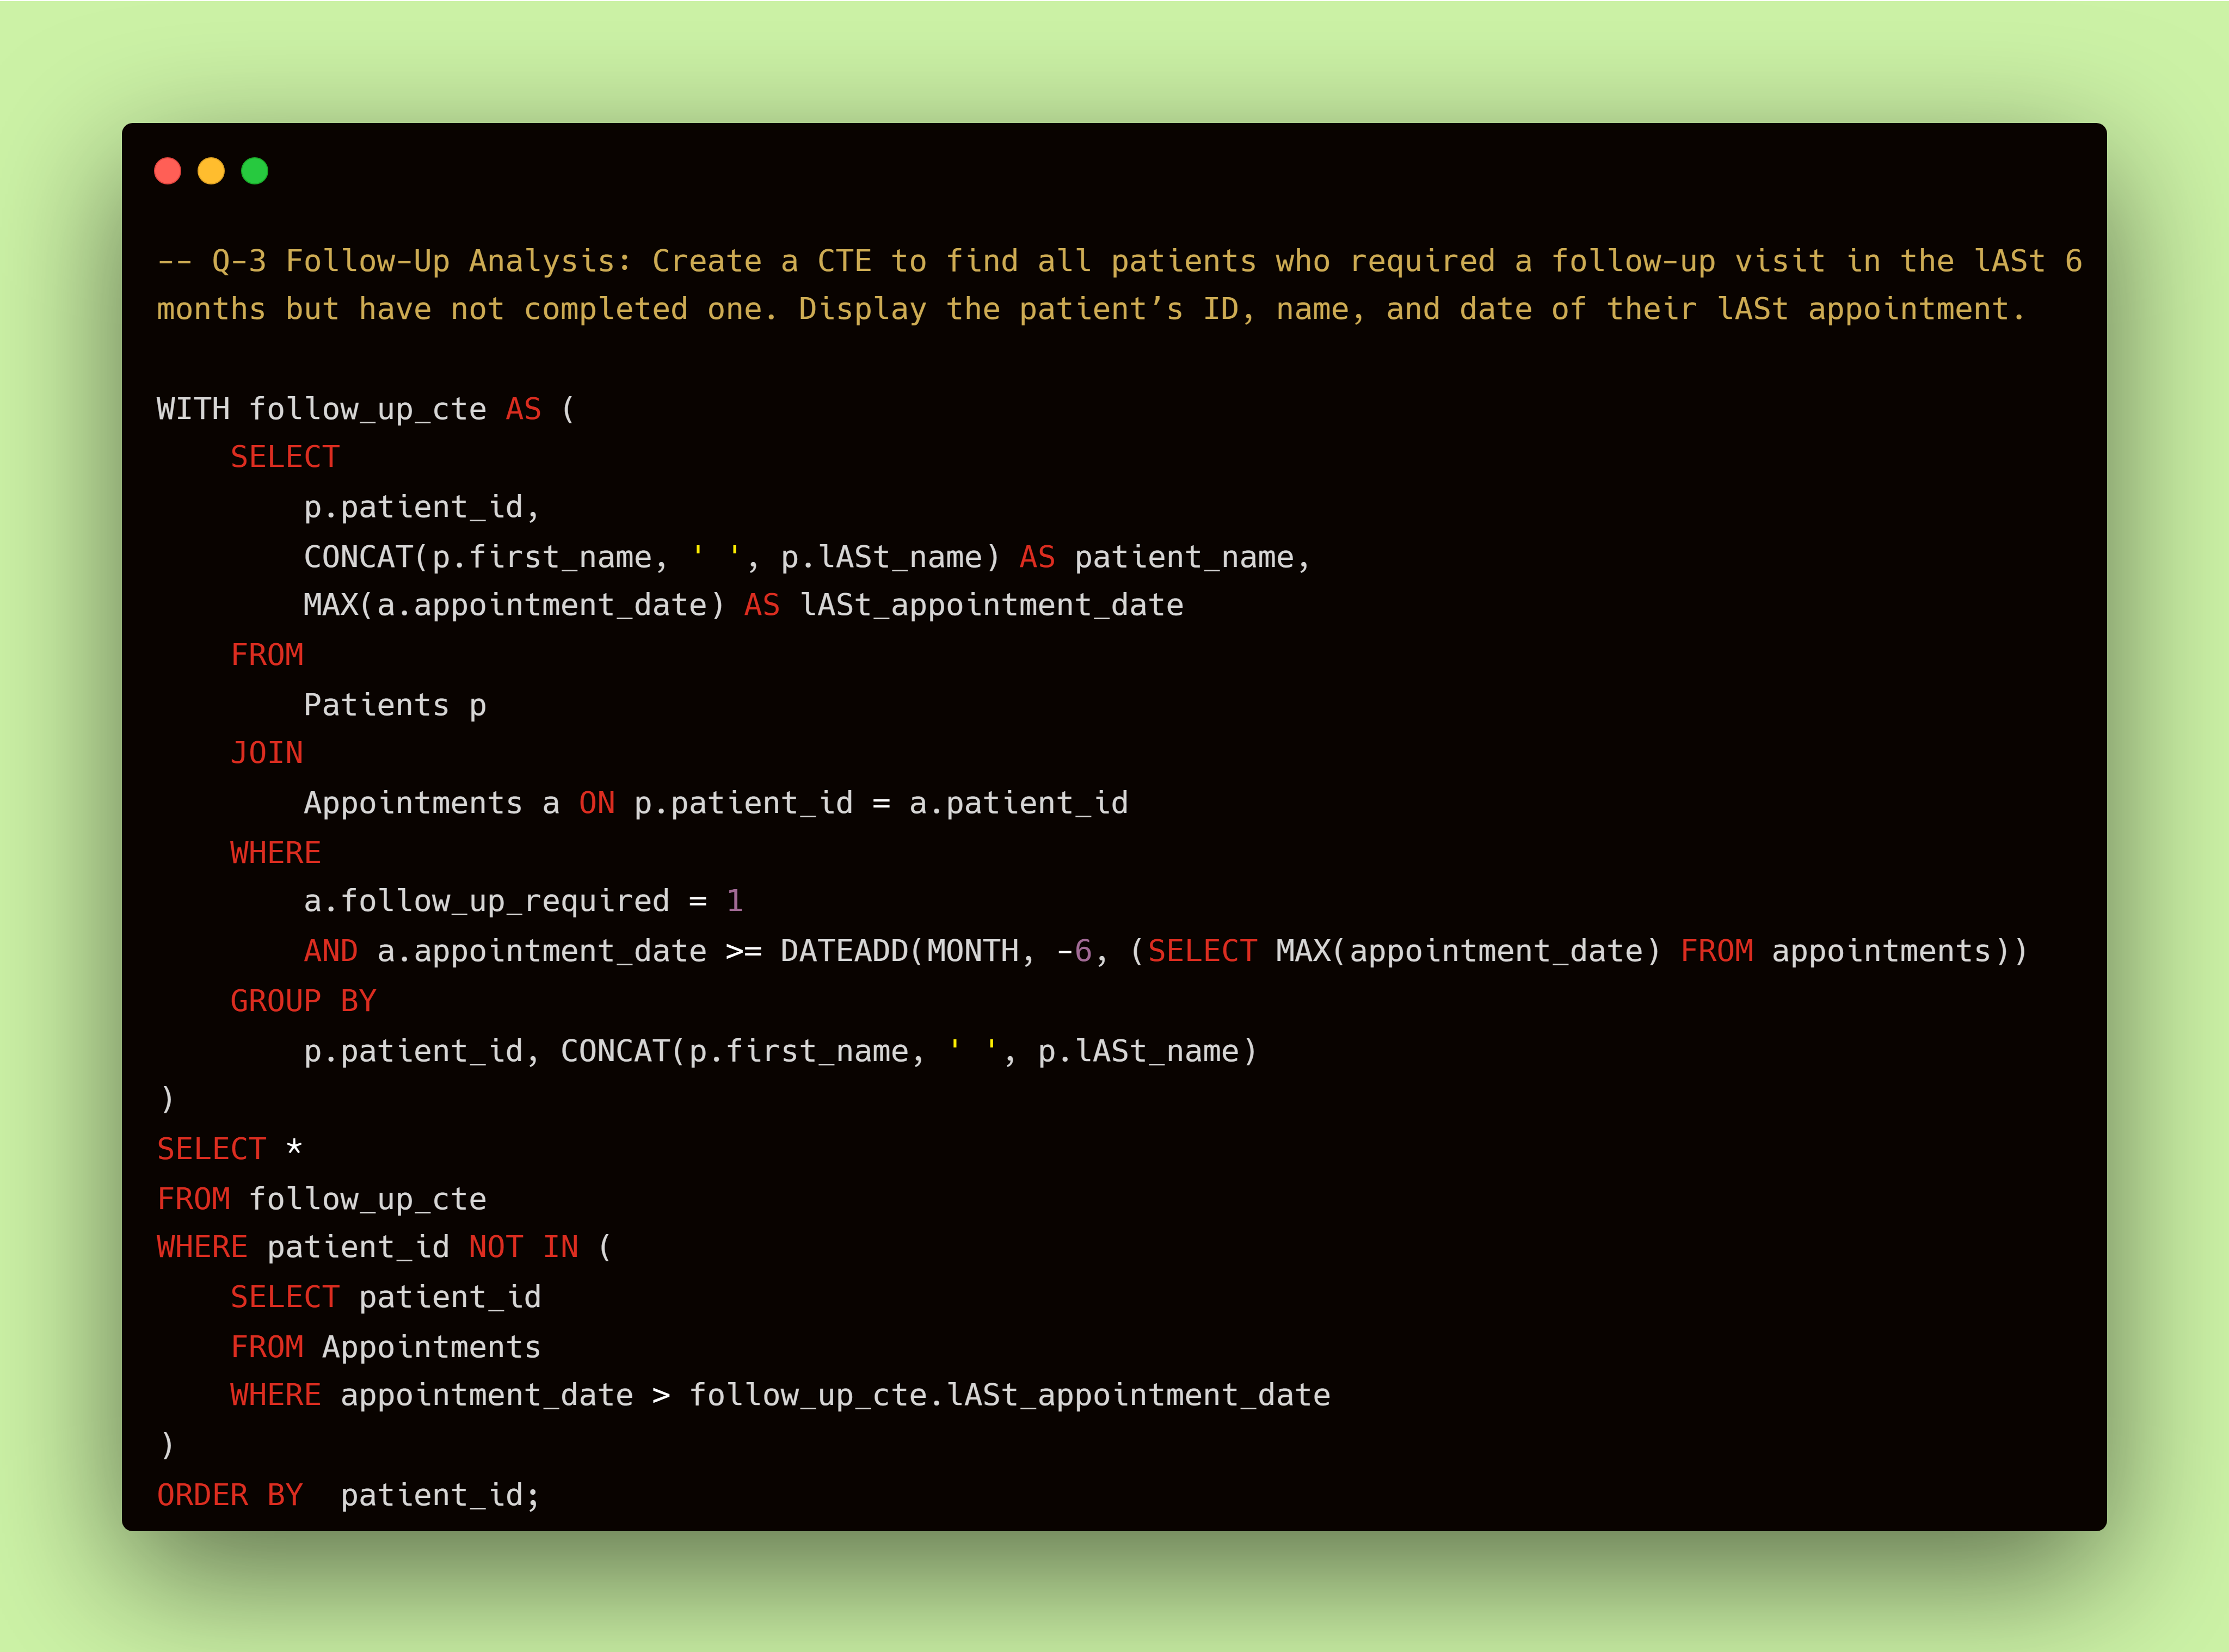 -- Q-3 Follow-Up Analysis: Create a CTE to find all patients who required a follow-up visit in the lASt 6
months but have not completed one. Display the patient’s ID, name, and date of their lASt appointment.
WITH follow_up_cte AS (
    SELECT
        p.patient_id,
        CONCAT(p.first_name, ' ', p.lASt_name) AS patient_name,
        MAX(a.appointment_date) AS lASt_appointment_date
    FROM
        Patients p
    JOIN
        Appointments a ON p.patient_id = a.patient_id
    WHERE
        a.follow_up_required = 1
        AND a.appointment_date >= DATEADD(MONTH, -6, (SELECT MAX(appointment_date) FROM appointments))
    GROUP BY
        p.patient_id, CONCAT(p.first_name, ' ', p.lASt_name)
)
SELECT *
FROM follow_up_cte
WHERE patient_id NOT IN (
    SELECT patient_id
    FROM Appointments
    WHERE appointment_date > follow_up_cte.lASt_appointment_date
)
ORDER BY  patient_id;